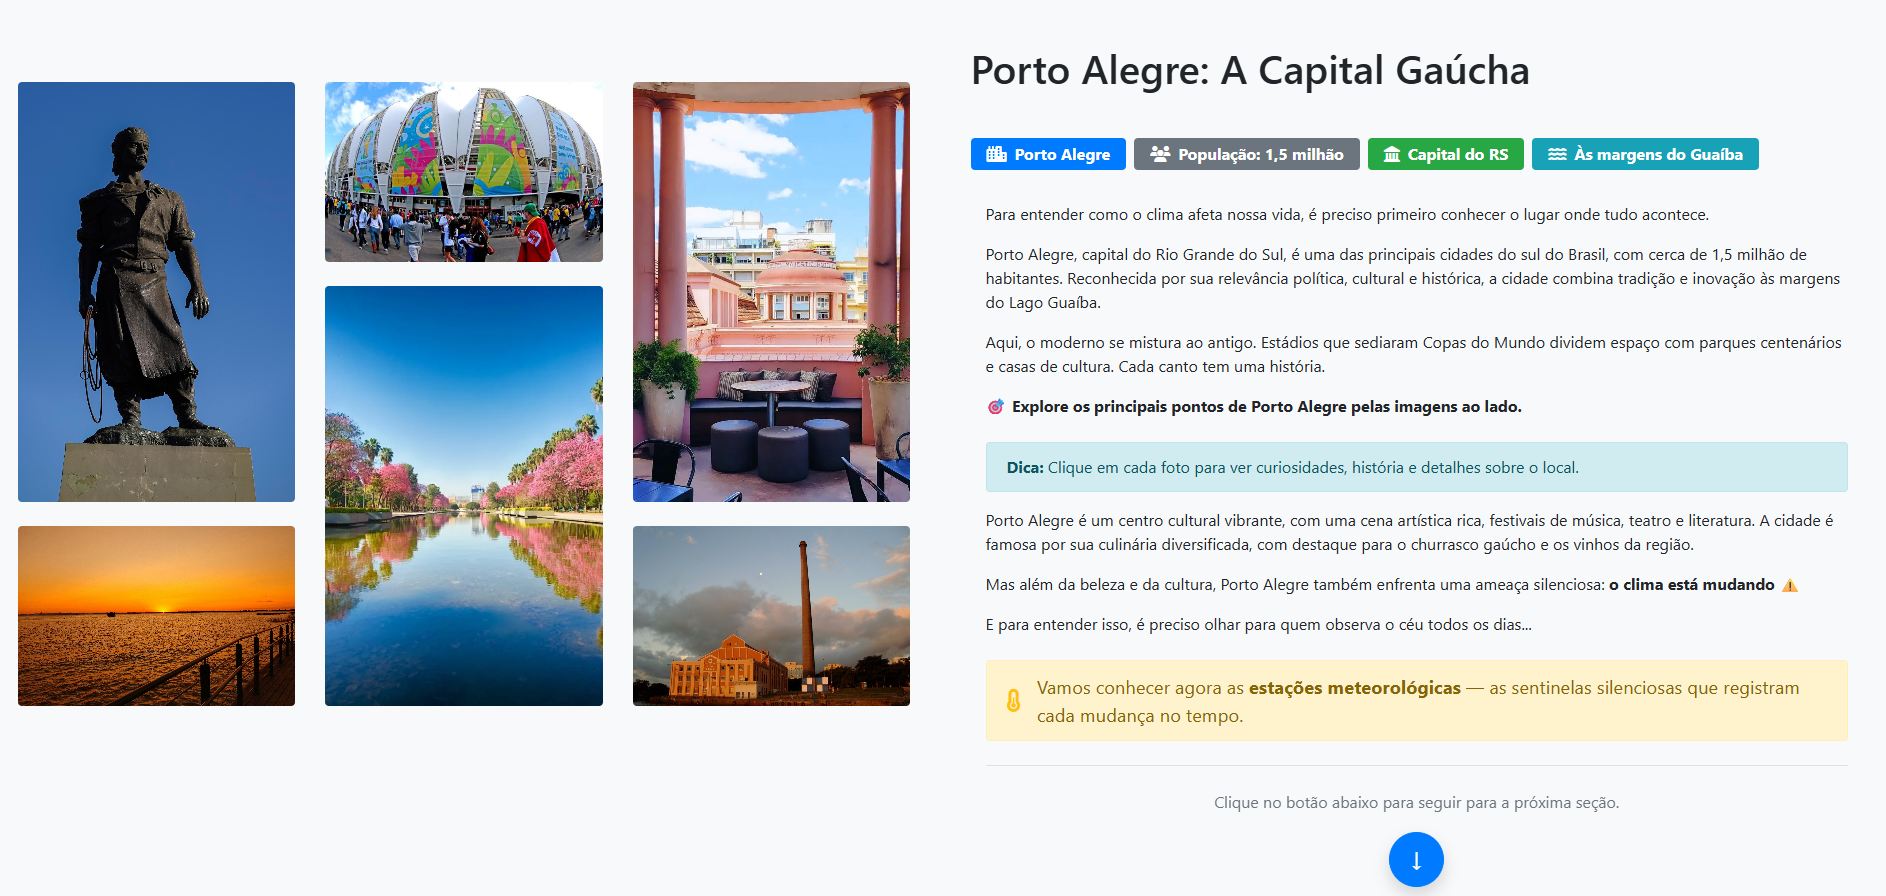 Porto Alegre: A Capital Gaúcha
Porto Alegre
População: 1,5 milhão
Capital do RS
Às margens do Guaíba
Para entender como o clima afeta nossa vida, é preciso primeiro conhecer o lugar onde tudo acontece.
Porto Alegre, capital do Rio Grande do Sul, é uma das principais cidades do sul do Brasil, com cerca de 1,5 milhão de
habitantes. Reconhecida por sua relevância política, cultural e histórica, a cidade combina tradição e inovação às margens
do Lago Guaíba.
Aqui, o moderno se mistura ao antigo. Estádios que sediaram Copas do Mundo dividem espaço com parques centenários
e casas de cultura. Cada canto tem uma história.
🎯 Explore os principais pontos de Porto Alegre pelas imagens ao lado.
Dica: Clique em cada foto para ver curiosidades, história e detalhes sobre o local.
Porto Alegre é um centro cultural vibrante, com uma cena artística rica, festivais de música, teatro e literatura. A cidade é
famosa por sua culinária diversificada, com destaque para o churrasco gaúcho e os vinhos da região.
Mas além da beleza e da cultura, Porto Alegre também enfrenta uma ameaça silenciosa: o clima está mudando ⚠️
E para entender isso, é preciso olhar para quem observa o céu todos os dias...
Vamos conhecer agora as estações meteorológicas — as sentinelas silenciosas que registram
cada mudança no tempo.
Clique no botão abaixo para seguir para a próxima seção.
↓